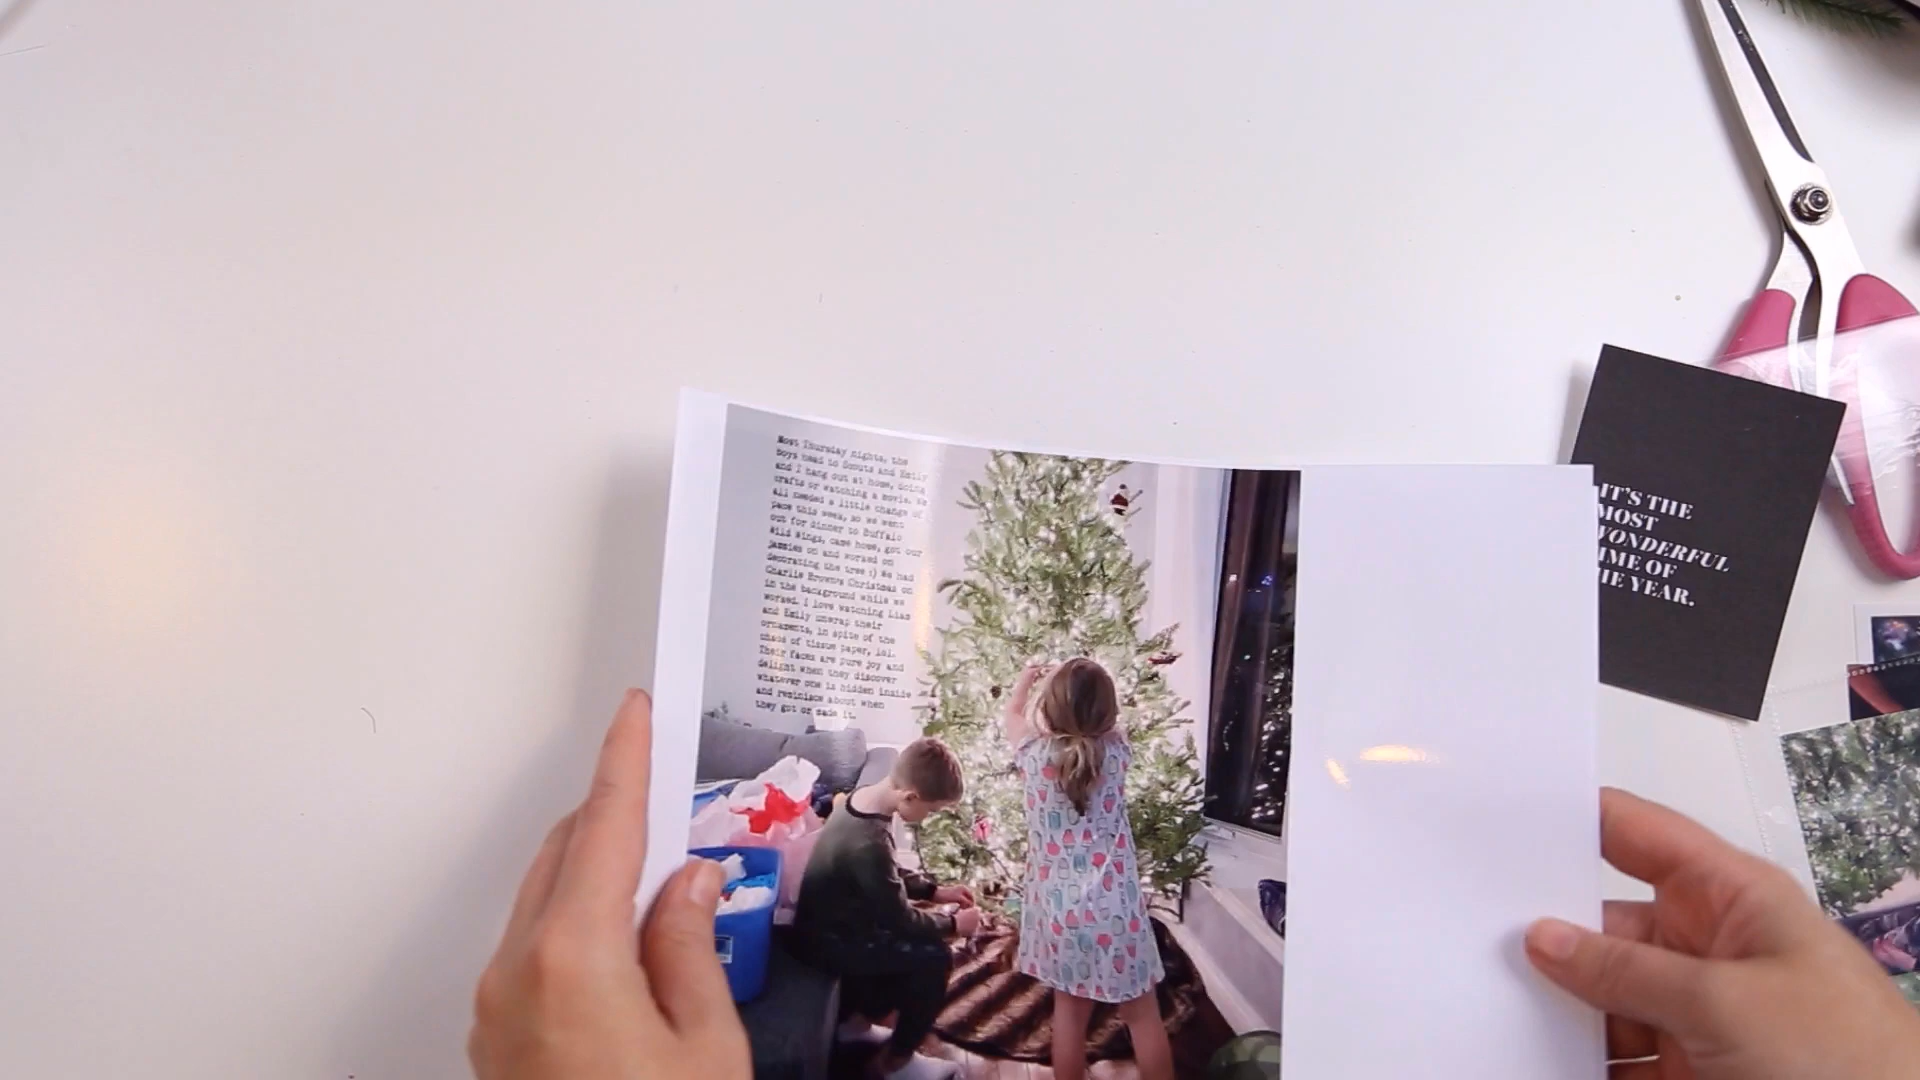 Most Thursday nights, the
boys head to Scouts and Emily
and I hang out at home, doing
crafts or watching a movie. We
all needed a little change of
pace this week, so we went
out for dinner to Buffalo
Wild Wings, came home, got our
jammies on and worked on
decorating the tree :) We had
Charlie Brown's Christmas on
in the background while we
worked. I love watching Liam
and Emily unwrap their
ornaments, in spite of the
chaos of tissue paper, lol.
Their faces are pure joy and
delight when they discover
whatever one is hidden inside
and reminisce about when
they got or made it.
IT'S THE
MOST
WONDERFUL
IME OF
HE YEAR.